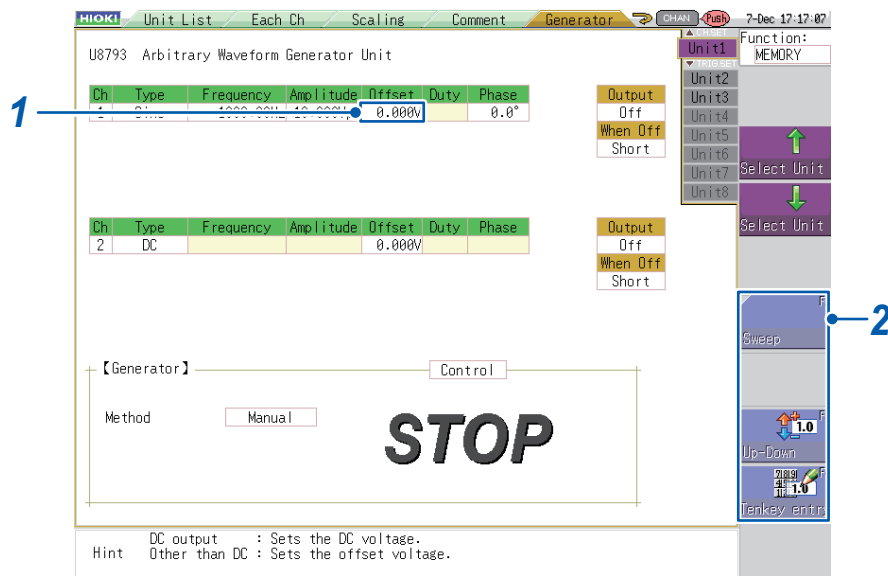 HIOKI Unit List Each Ch Scaling Comment Generator CHAN Push 7-Dec 17:17:07
U8793 Arbitrary Waveform Generator Unit
▲ CH.SET
Unit1
▼ TRIG.SET
Unit2
Unit3
Unit4
Unit5
Unit6
Unit7
Unit8
Function:
MEMORY
Select Unit
Select Unit
1
Ch Type Frequency Amplitude Offset Duty Phase
0.000V 0.0°
Output
Off
When Off
Short
Ch Type Frequency Amplitude Offset Duty Phase
2 DC 0.000V
Output
Off
When Off
Short
2
F
Sweep
F
1.0
Up-Down
F
1.0
Tenkey entry
【Generator】 Control
Method Manual
STOP
Hint DC output : Sets the DC voltage.
Other than DC : Sets the offset voltage.